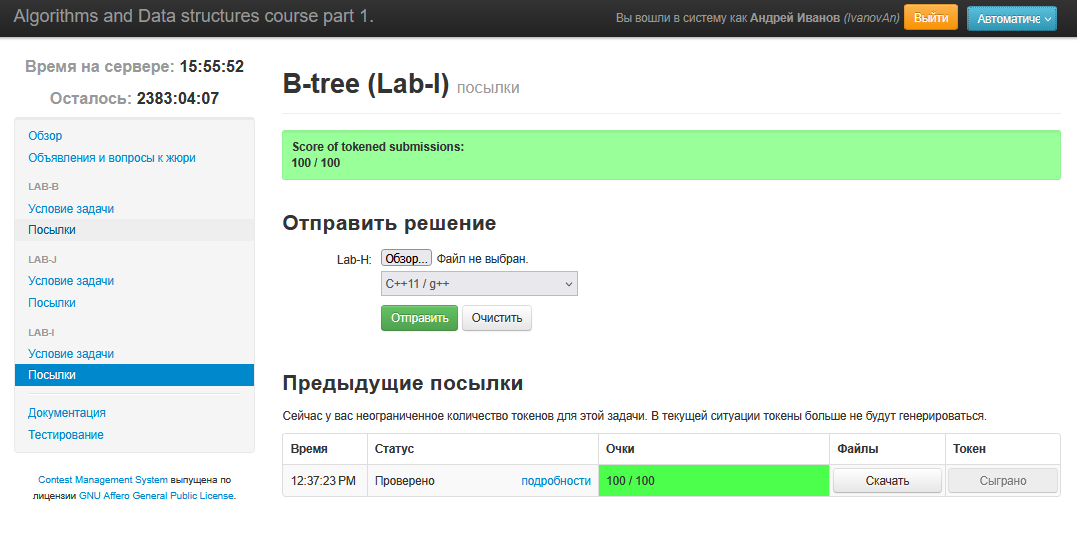 Algorithms and Data structures course part 1.
Вы вошли в систему как Андрей Иванов (IvanovAn)
Выйти
Автоматиче
Время на сервере: 15:55:52
Осталось: 2383:04:07
Обзор
Объявления и вопросы к жюри
LAB-B
Условие задачи
Посылки
LAB-J
Условие задачи
Посылки
LAB-I
Условие задачи
Посылки
Документация
Тестирование
Contest Management System выпущена по
лицензии GNU Affero General Public License.
B-tree (Lab-I) посылки
Score of tokened submissions:
100 / 100
Отправить решение
Lab-H: Обзор... Файл не выбран.
C++11 / g++
Отправить Очистить
Предыдущие посылки
Сейчас у вас неограниченное количество токенов для этой задачи. В текущей ситуации токены больше не будут генерироваться.
Время Статус Очки Файлы Токен
12:37:23 PM Проверено подробности 100 / 100 Скачать Сыграно